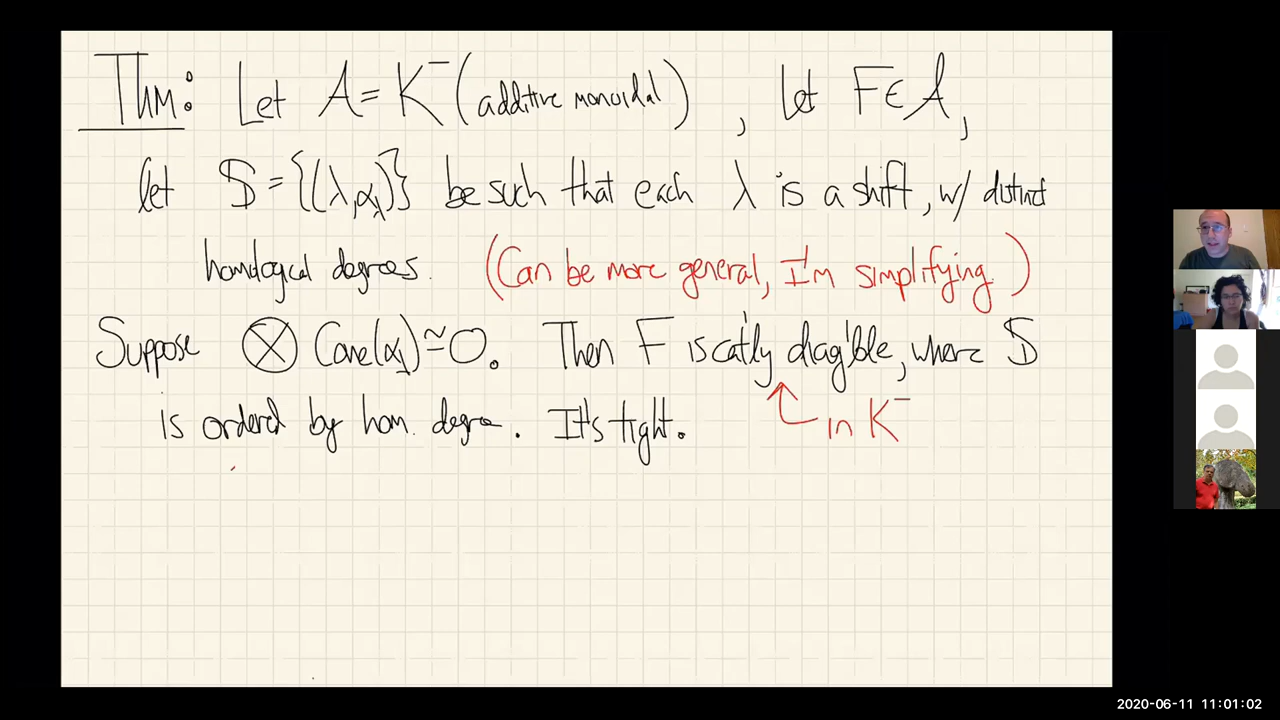 Thm: Let A = K⁻(additive monoidal), let F ∈ A,
let S = {(λ, α_λ)} be such that each λ is a shift, w/ distinct
homological degrees. (Can be more general, I'm simplifying.)
Suppose ⊗ Cone(α_λ) ≃ 0. Then F is cat'ly diag'ible, where S
is ordered by hom. degree. It's tight. in K⁻
2020-06-11 11:01:02